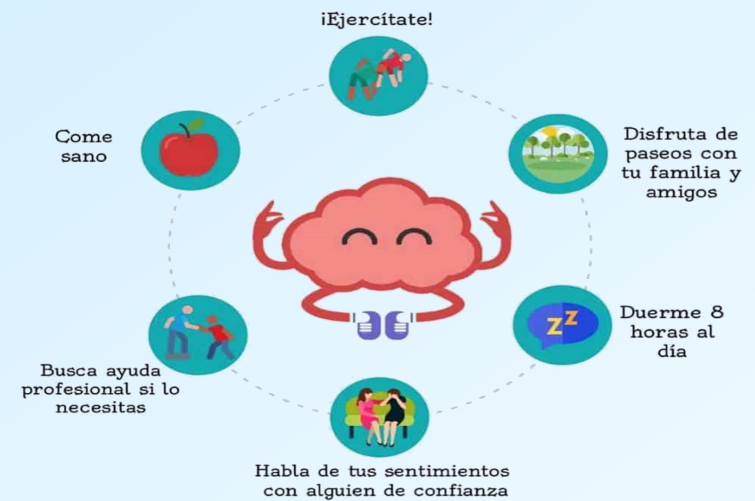 ¡Ejercítate!
Come
sano
Disfruta de
paseos con
tu familia y
amigos
Duerme 8
horas al
día
Busca ayuda
profesional si lo
necesitas
Habla de tus sentimientos
con alguien de confianza
zz